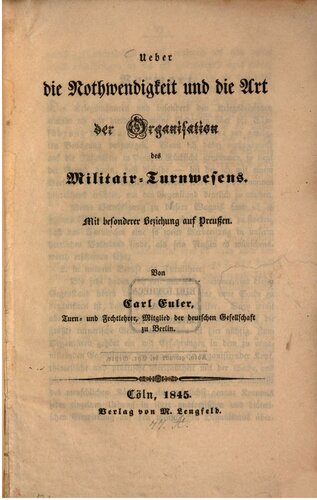 Ueber
die Nothwendigkeit und die Art
der Organisation
des
Militair-Turnwesens.
Mit besonderer Beziehung auf Preußen.
Von
Carl Euler,
Turn- und Fechtlehrer, Mitglied der deutschen Gesellschaft
zu Berlin.
Cöln, 1845.
Verlag von M. Lengfeld.